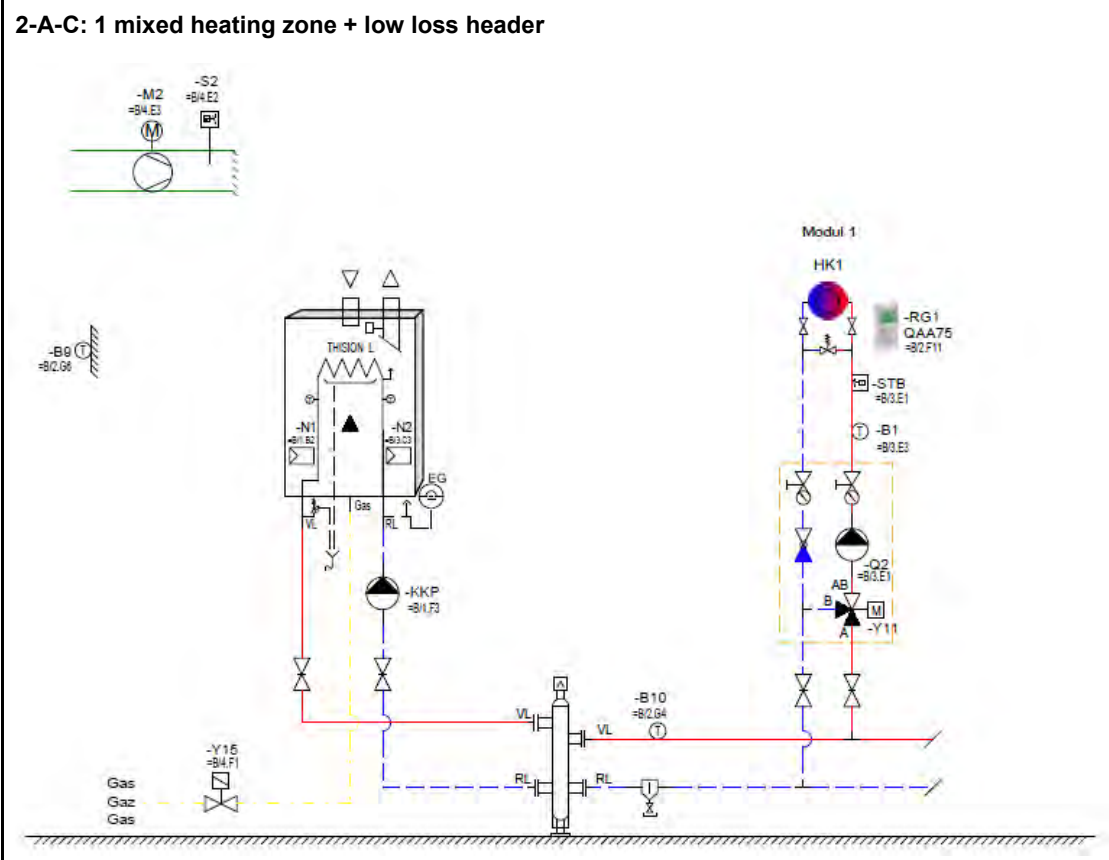 2-A-C: 1 mixed heating zone + low loss header
-S2
=B/4.E2
-M2
=B/4.E3
M
Modul 1
HK1
-RG1
QAA75
=B/2.F11
-B9
T
=B/2.G6
THISION L
-STB
=B/3.E1
T
-B1
=B/3.E3
-N1
=B/1.B2
-N2
=B/3.C3
EG
VL
Gas
RL
-KKP
=B/1.F3
-Q2
=B/3.E1
AB
B
M
A
-Y11
-B10
=B/2.G4
T
VL
VL
RL
RL
-Y15
=B/4.F1
Gas
Gaz
Gas